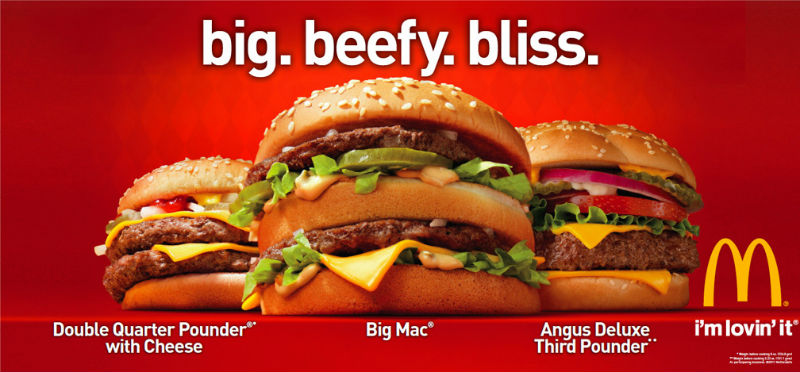 big. beefy. bliss.
Double Quarter Pounder®*
with Cheese
Big Mac®
Angus Deluxe
Third Pounder**
i'm lovin' it®